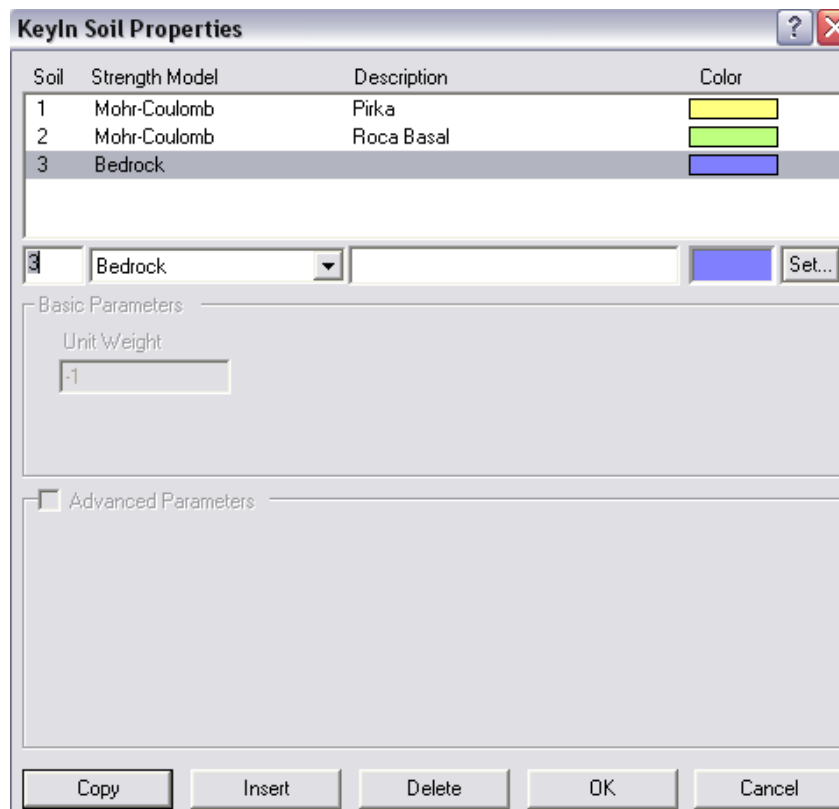 KeyIn Soil Properties
Soil Strength Model Description Color
1 Mohr-Coulomb Pirka
2 Mohr-Coulomb Roca Basal
3 Bedrock
3 Bedrock Set...
Basic Parameters
Unit Weight
-1
Advanced Parameters
Copy Insert Delete OK Cancel